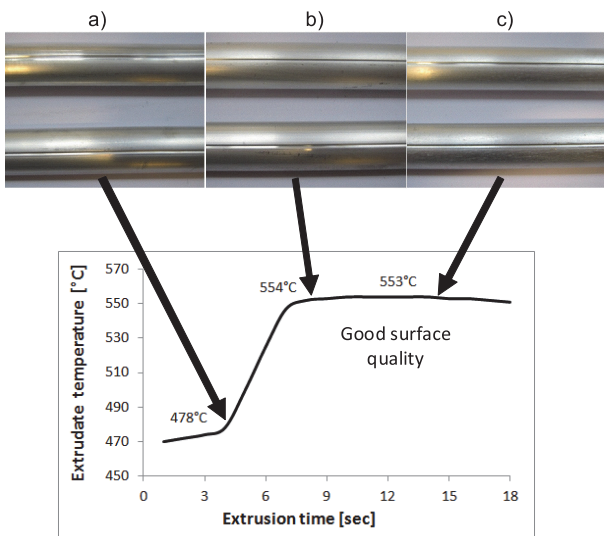 a)
b)
c)
Extrudate temperature [°C]
570
550
530
510
490
470
450
554°C
553°C
Good surface
quality
478°C
0
3
6
9
12
15
18
Extrusion time [sec]